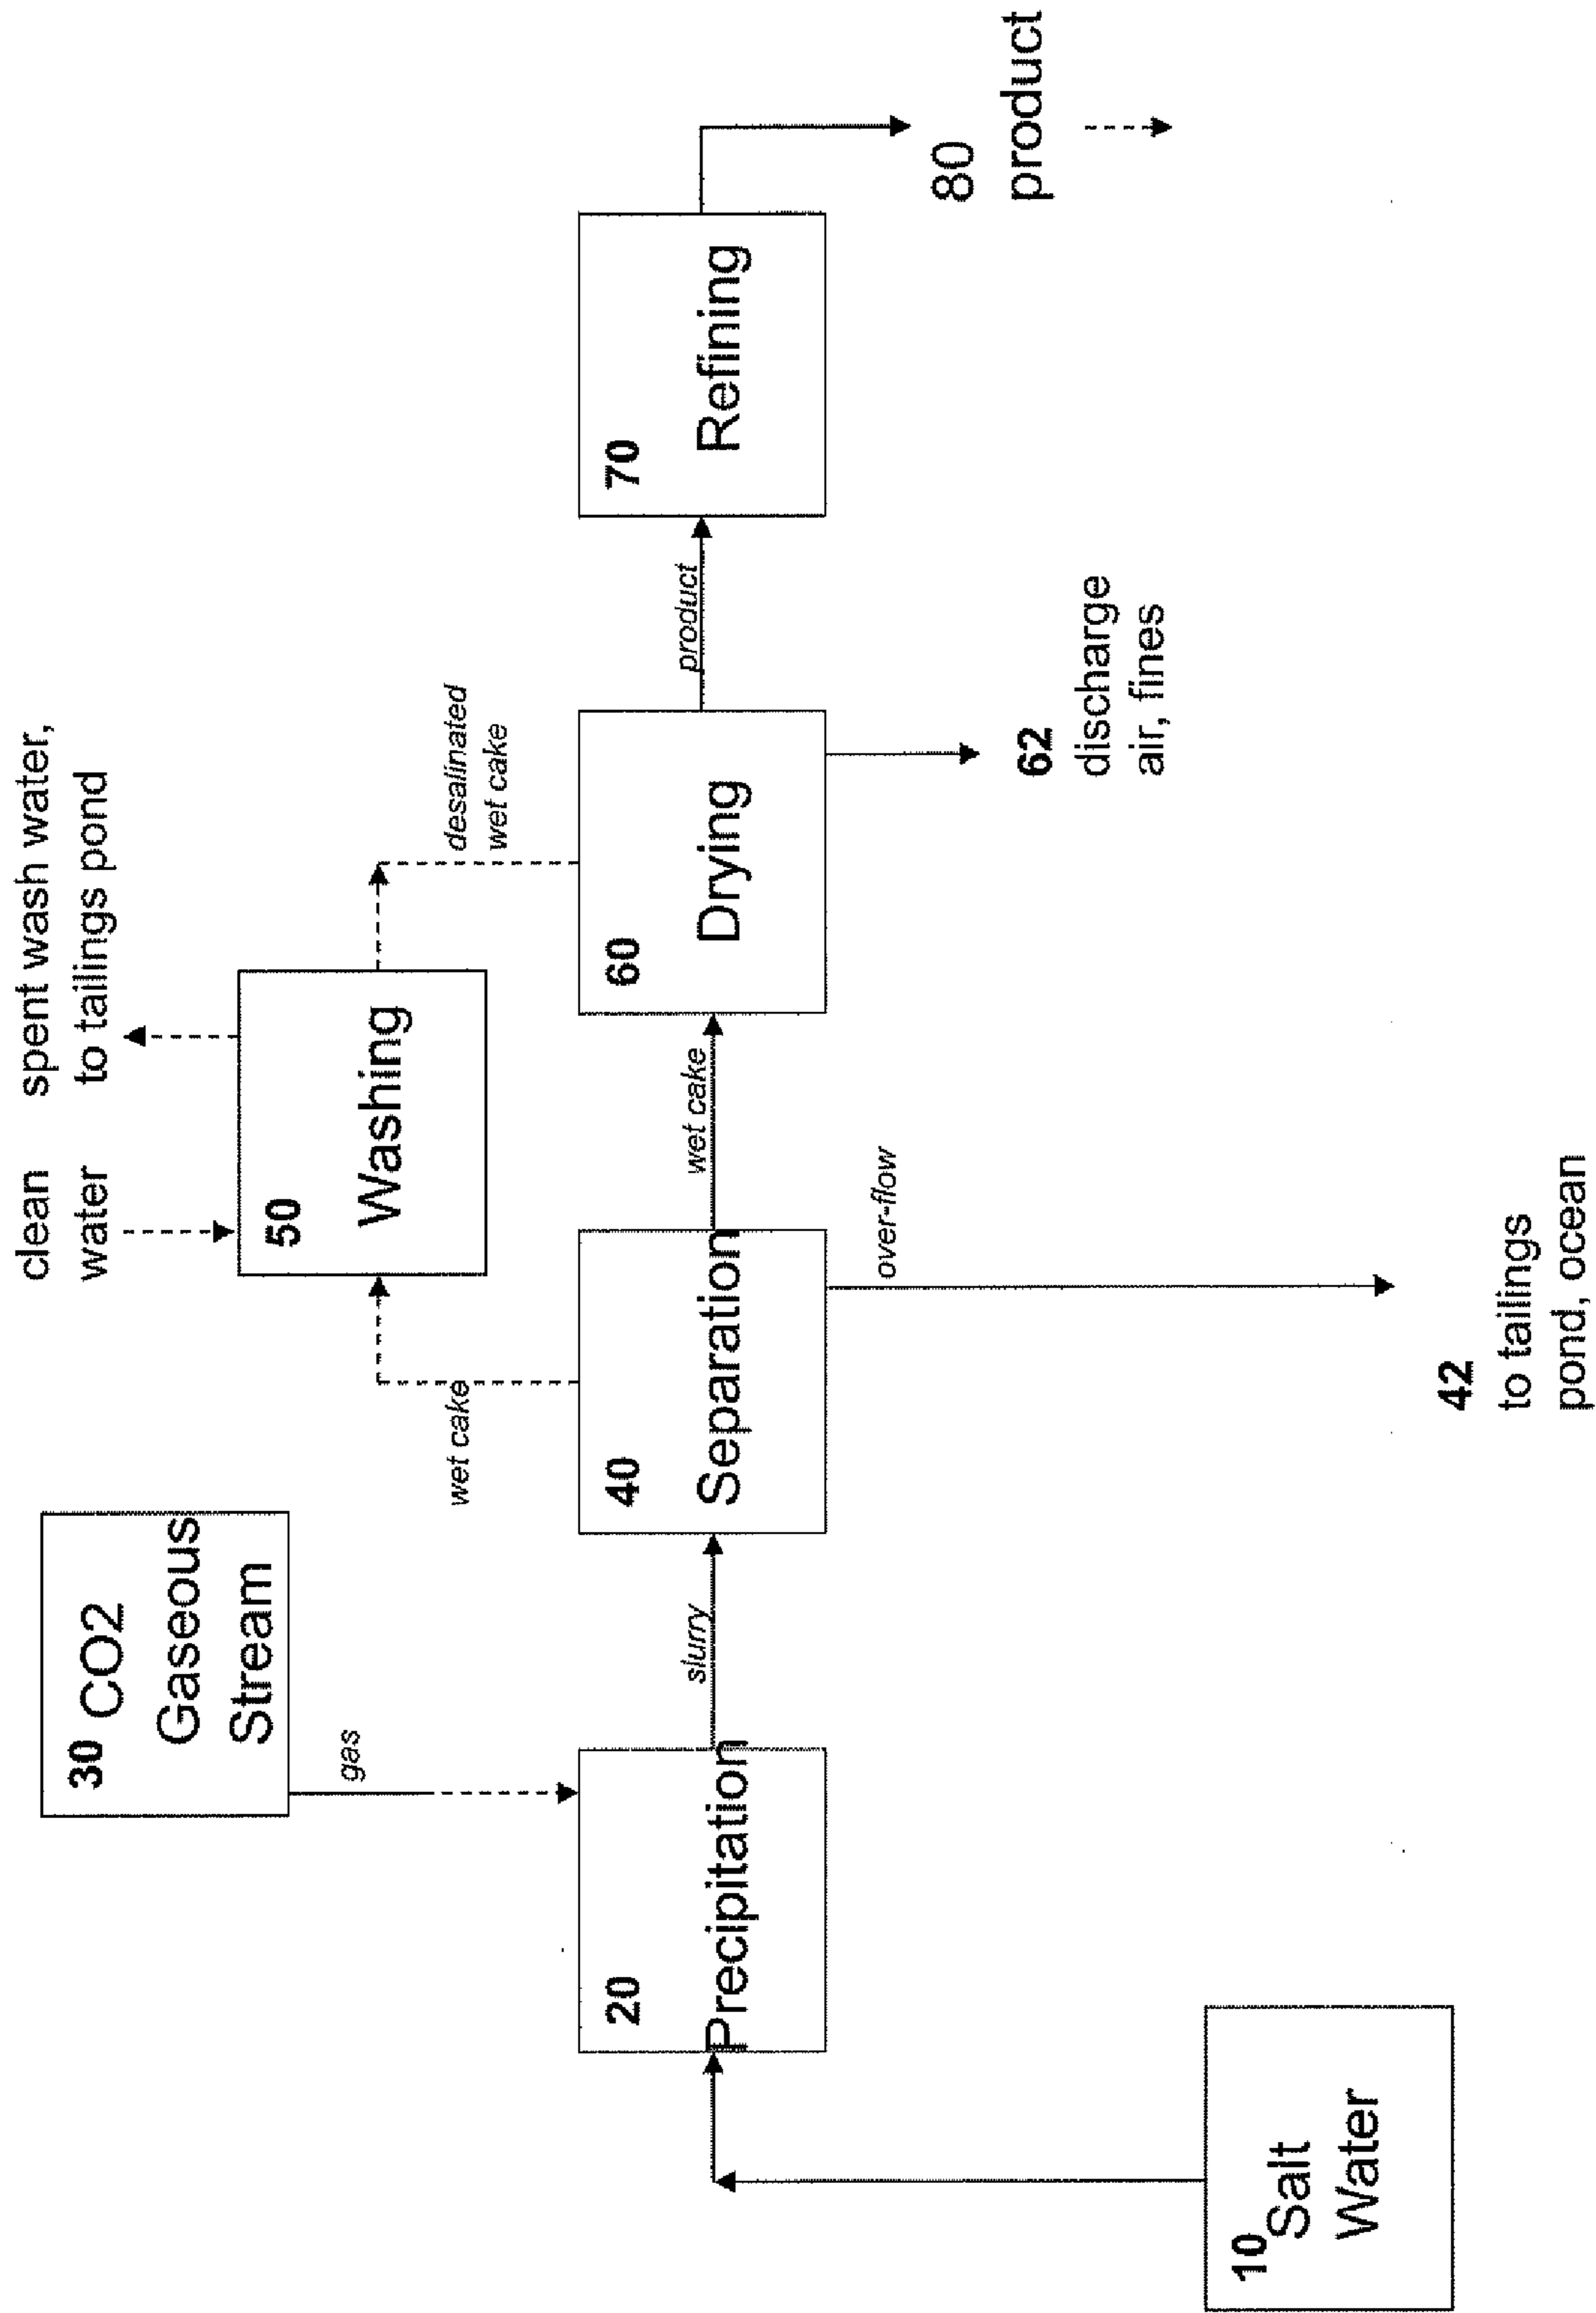 clean
water
spent wash water,
to tailings pond
30 CO2
Gaseous
Stream
gas
50
Washing
wet cake
desalinated
wet cake
20
Precipitation
slurry
40
Separation
wet cake
60
Drying
product
70
Refining
over-flow
80
product
62
discharge
air, fines
10
Salt
Water
42
to tailings
pond, ocean